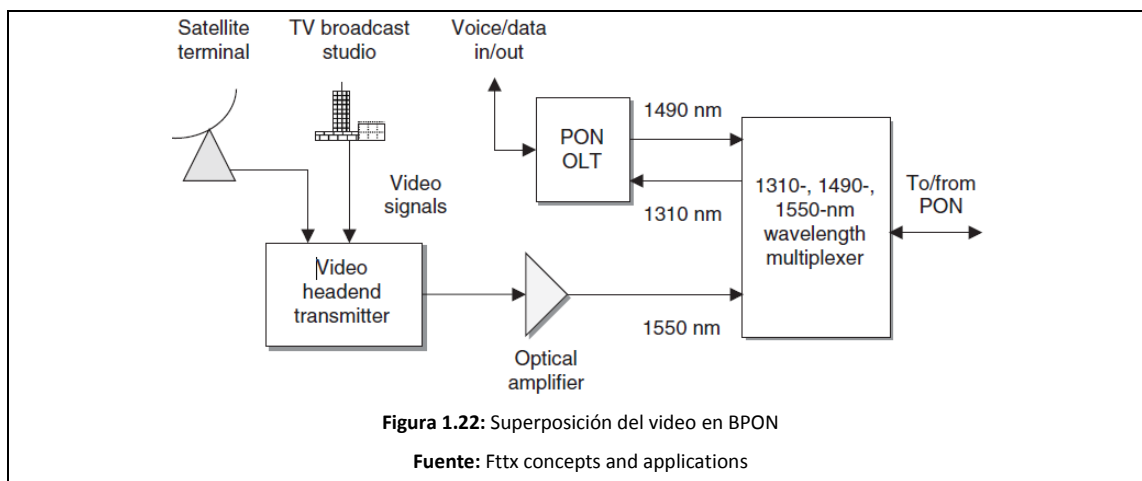 Satellite
terminal
TV broadcast
studio
Voice/data
in/out
1490 nm
PON
OLT
1310 nm
1310-, 1490-,
1550-nm
wavelength
multiplexer
To/from
PON
Video
signals
Video
headend
transmitter
1550 nm
Optical
amplifier
Figura 1.22: Superposición del video en BPON
Fuente: Fttx concepts and applications